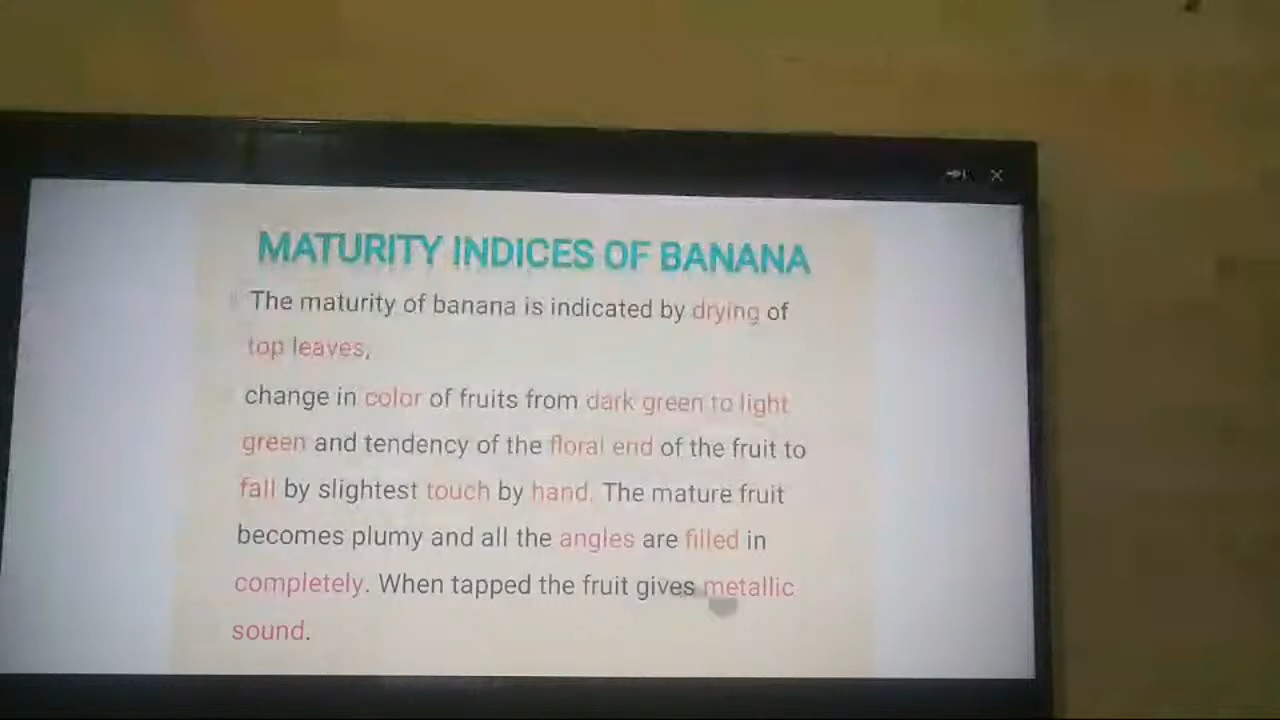 MATURITY INDICES OF BANANA
The maturity of banana is indicated by drying of
top leaves,
change in color of fruits from dark green to light
green and tendency of the floral end of the fruit to
fall by slightest touch by hand. The mature fruit
becomes plumy and all the angles are filled in
completely. When tapped the fruit gives metallic
sound.